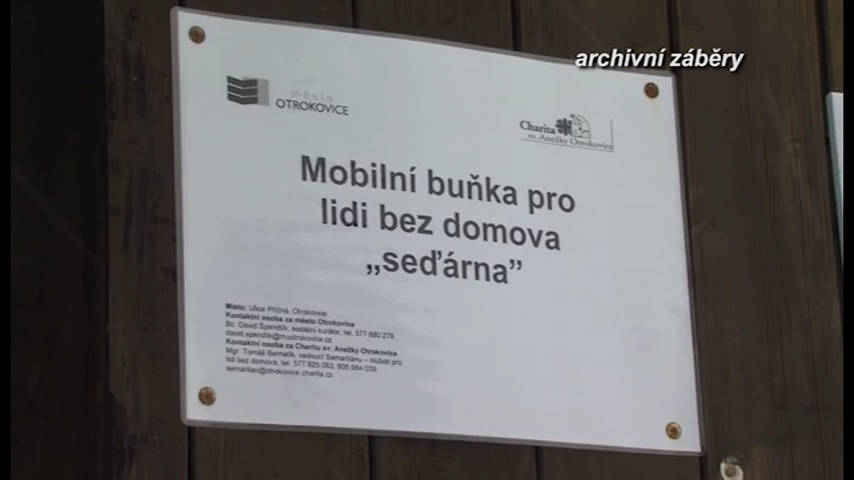 archivní záběry
město
OTROKOVICE
Charita
sv. Anežky Otrokovice
Mobilní buňka pro
lidi bez domova
„seďárna”
Místo: Ulice Příčná, Otrokovice
Kontaktní osoba za město Otrokovice
Bc. David Špendlík, sociální kurátor, tel. 577 680 278,
david.spendlik@muotrokovice.cz
Kontaktní osoba za Charitu sv. Anežky Otrokovice
Mgr. Tomáš Bernatík, vedoucí Samaritánu – služeb pro
lidi bez domova, tel. 577 925 083, 605 564 039
samaritan@otrokovice.charita.cz